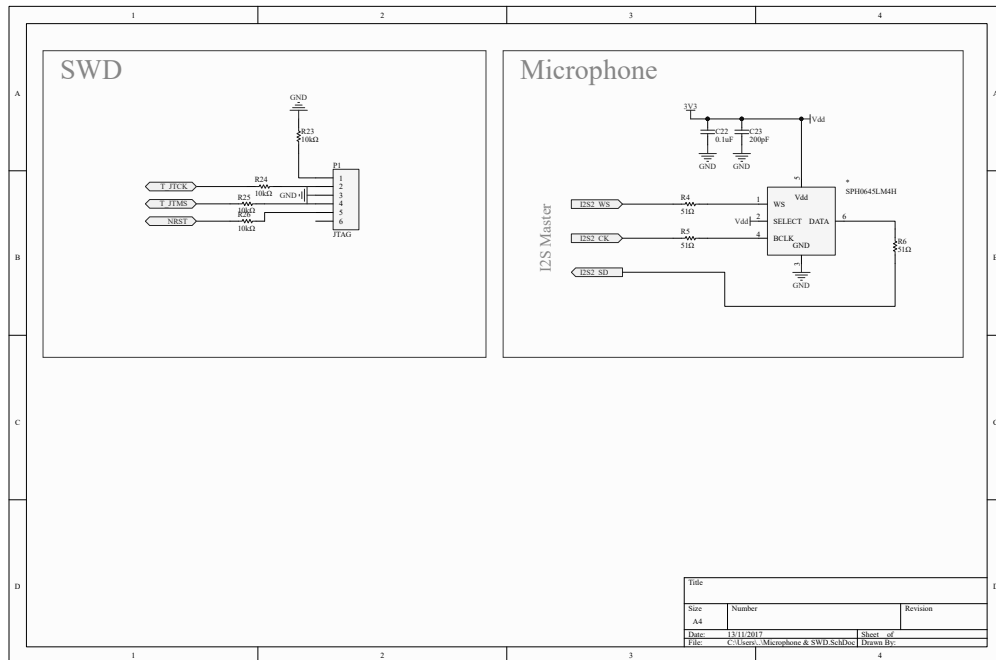 1 2 3 4
A A
SWD
Microphone
GND
R23
10kΩ
P1
1
2
3
4
5
6
JTAG
R24
10kΩ
T_JTCK
GND
R25
10kΩ
T_JTMS
R26
10kΩ
NRST
3V3
Vdd
C22
0.1uF
C23
200pF
GND GND
5
*
SPH0645LM4H
Vdd
I2S Master
I2S2_WS
R4
51Ω
1 WS
Vdd 2 SELECT DATA 6
I2S2_CK
R5
51Ω
4 BCLK
GND
3
GND
R6
51Ω
I2S2_SD
B B
C C
D D
Title
Size Number Revision
A4
Date: 13/11/2017 Sheet of
File: C:\Users\..\Microphone & SWD.SchDoc Drawn By:
1 2 3 4